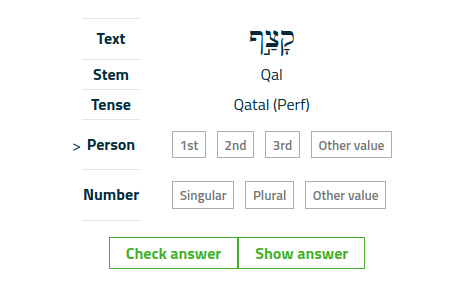 Text קָצַ֣ף
Stem Qal
Tense Qatal (Perf)
> Person 1st 2nd 3rd Other value
Number Singular Plural Other value
Check answer Show answer